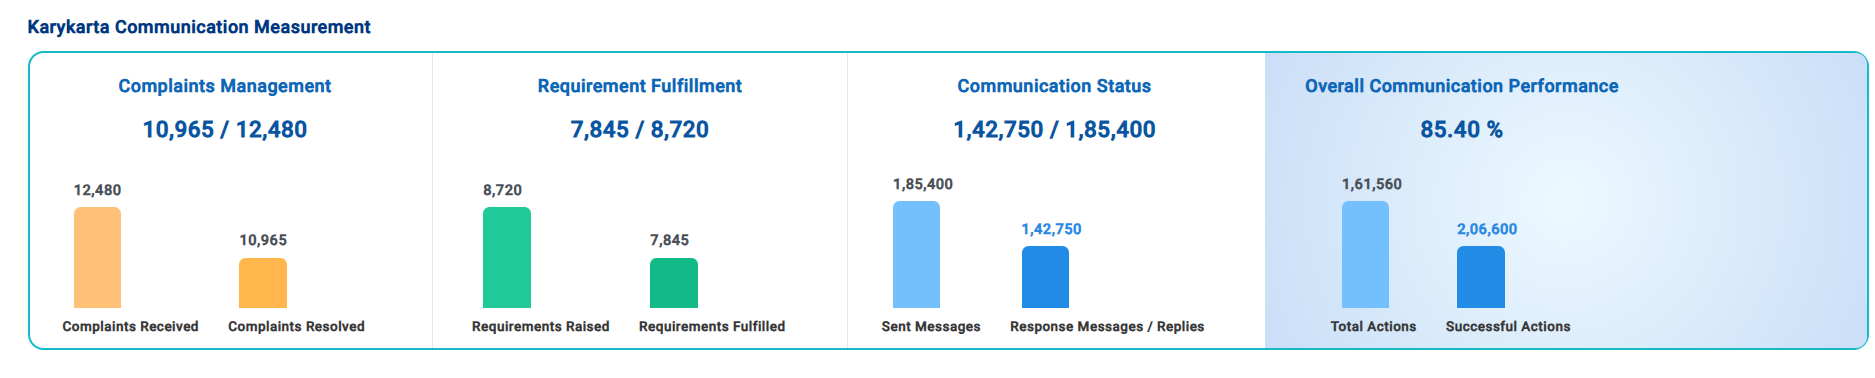 Karykarta Communication Measurement
Complaints Management
10,965 / 12,480
12,480
10,965
Complaints Received
Complaints Resolved
Requirement Fulfillment
7,845 / 8,720
8,720
7,845
Requirements Raised
Requirements Fulfilled
Communication Status
1,42,750 / 1,85,400
1,85,400
1,42,750
Sent Messages
Response Messages / Replies
Overall Communication Performance
85.40 %
1,61,560
2,06,600
Total Actions
Successful Actions